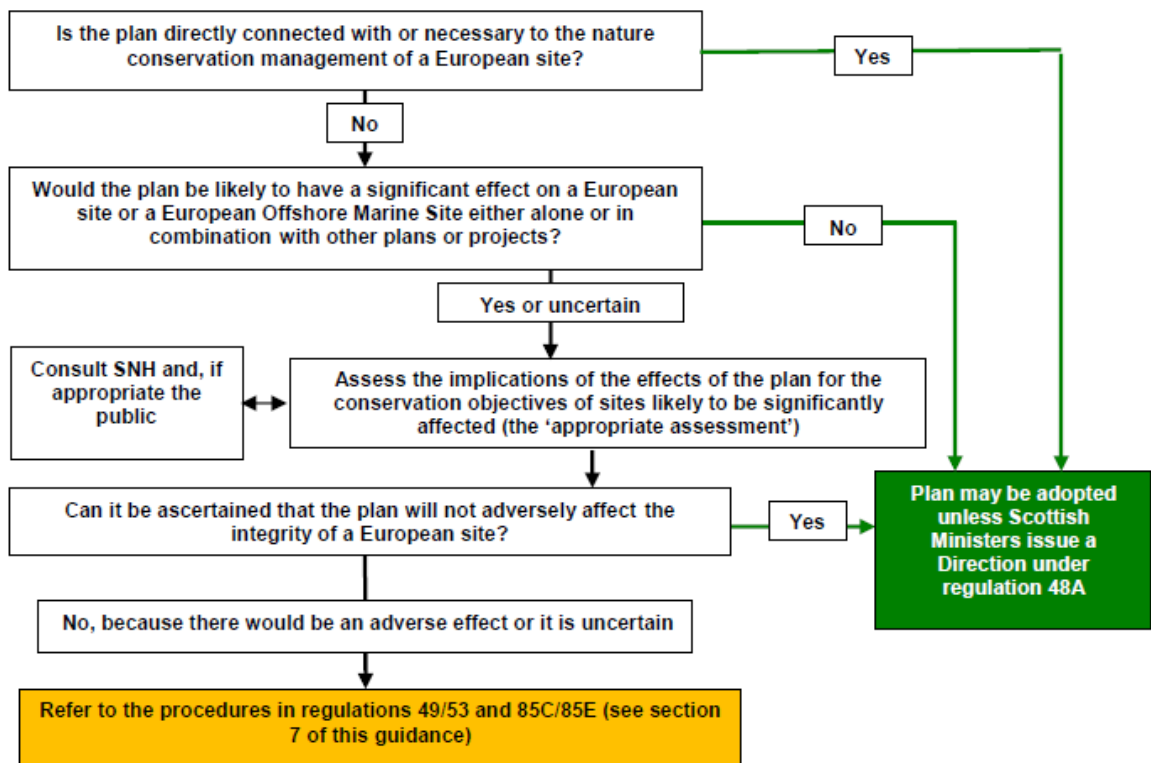 Is the plan directly connected with or necessary to the nature
conservation management of a European site?
Yes
No
Would the plan be likely to have a significant effect on a European
site or a European Offshore Marine Site either alone or in
combination with other plans or projects?
No
Yes or uncertain
Consult SNH and, if
appropriate the
public
Assess the implications of the effects of the plan for the
conservation objectives of sites likely to be significantly
affected (the ‘appropriate assessment’)
Can it be ascertained that the plan will not adversely affect the
integrity of a European site?
Yes
Plan may be adopted
unless Scottish
Ministers issue a
Direction under
regulation 48A
No, because there would be an adverse effect or it is uncertain
Refer to the procedures in regulations 49/53 and 85C/85E (see section
7 of this guidance)